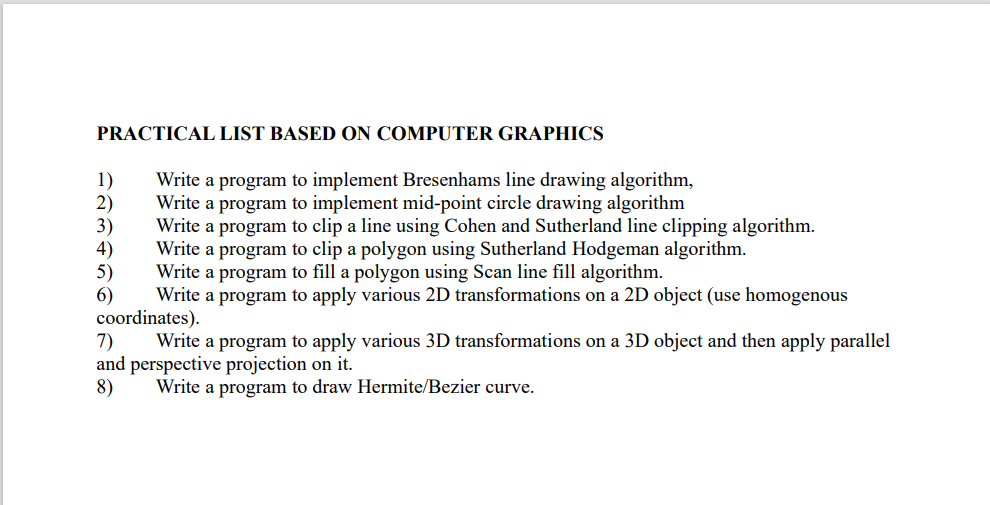 PRACTICAL LIST BASED ON COMPUTER GRAPHICS
1) Write a program to implement Bresenhams line drawing algorithm,
2) Write a program to implement mid-point circle drawing algorithm
3) Write a program to clip a line using Cohen and Sutherland line clipping algorithm.
4) Write a program to clip a polygon using Sutherland Hodgeman algorithm.
5) Write a program to fill a polygon using Scan line fill algorithm.
6) Write a program to apply various 2D transformations on a 2D object (use homogenous
coordinates).
7) Write a program to apply various 3D transformations on a 3D object and then apply parallel
and perspective projection on it.
8) Write a program to draw Hermite/Bezier curve.